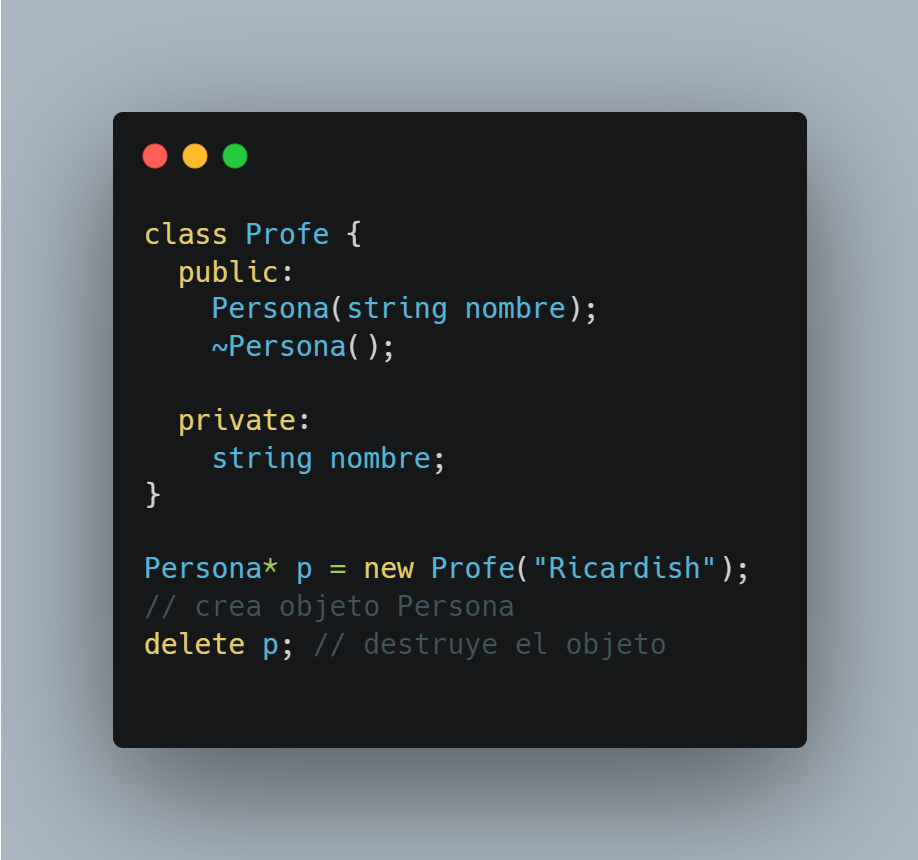 class Profe {
public:
Persona(string nombre);
~Persona();
private:
string nombre;
}
Persona* p = new Profe("Ricardish");
// crea objeto Persona
delete p; // destruye el objeto